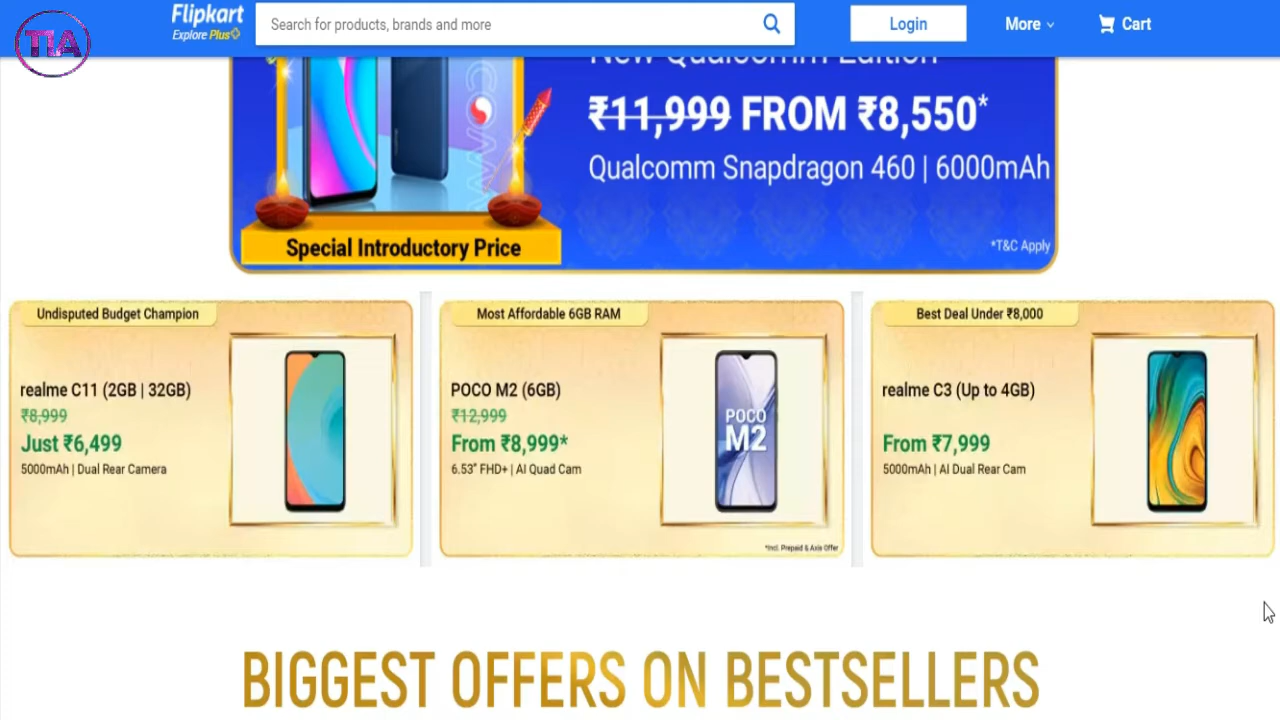 T1A
Flipkart
Explore Plus
Search for products, brands and more
Login
More
Cart
New Qualcomm Edition
₹11,999 FROM ₹8,550*
Qualcomm Snapdragon 460 | 6000mAh
*T&C Apply
Special Introductory Price
Undisputed Budget Champion
realme C11 (2GB | 32GB)
₹8,999
Just ₹6,499
5000mAh | Dual Rear Camera
Most Affordable 6GB RAM
POCO M2 (6GB)
₹12,999
From ₹8,999*
6.53" FHD+ | AI Quad Cam
POCO
M2
*Incl. Prepaid & Axis Offer
Best Deal Under ₹8,000
realme C3 (Up to 4GB)
From ₹7,999
5000mAh | AI Dual Rear Cam
BIGGEST OFFERS ON BESTSELLERS